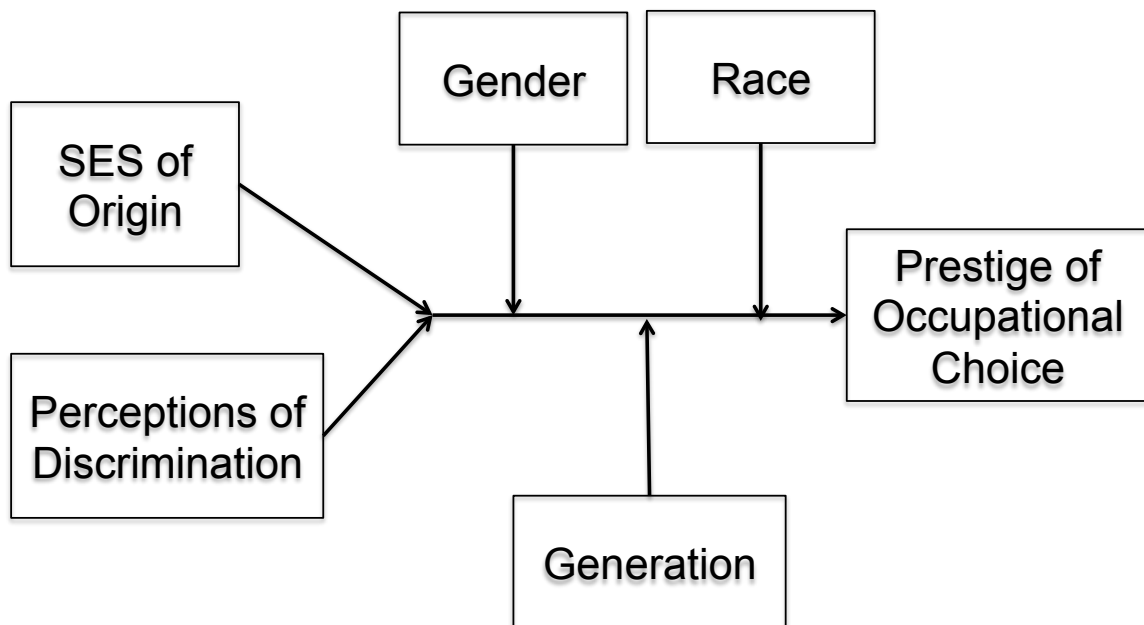 Gender
Race
SES of
Origin
Prestige of
Occupational
Choice
Perceptions of
Discrimination
Generation